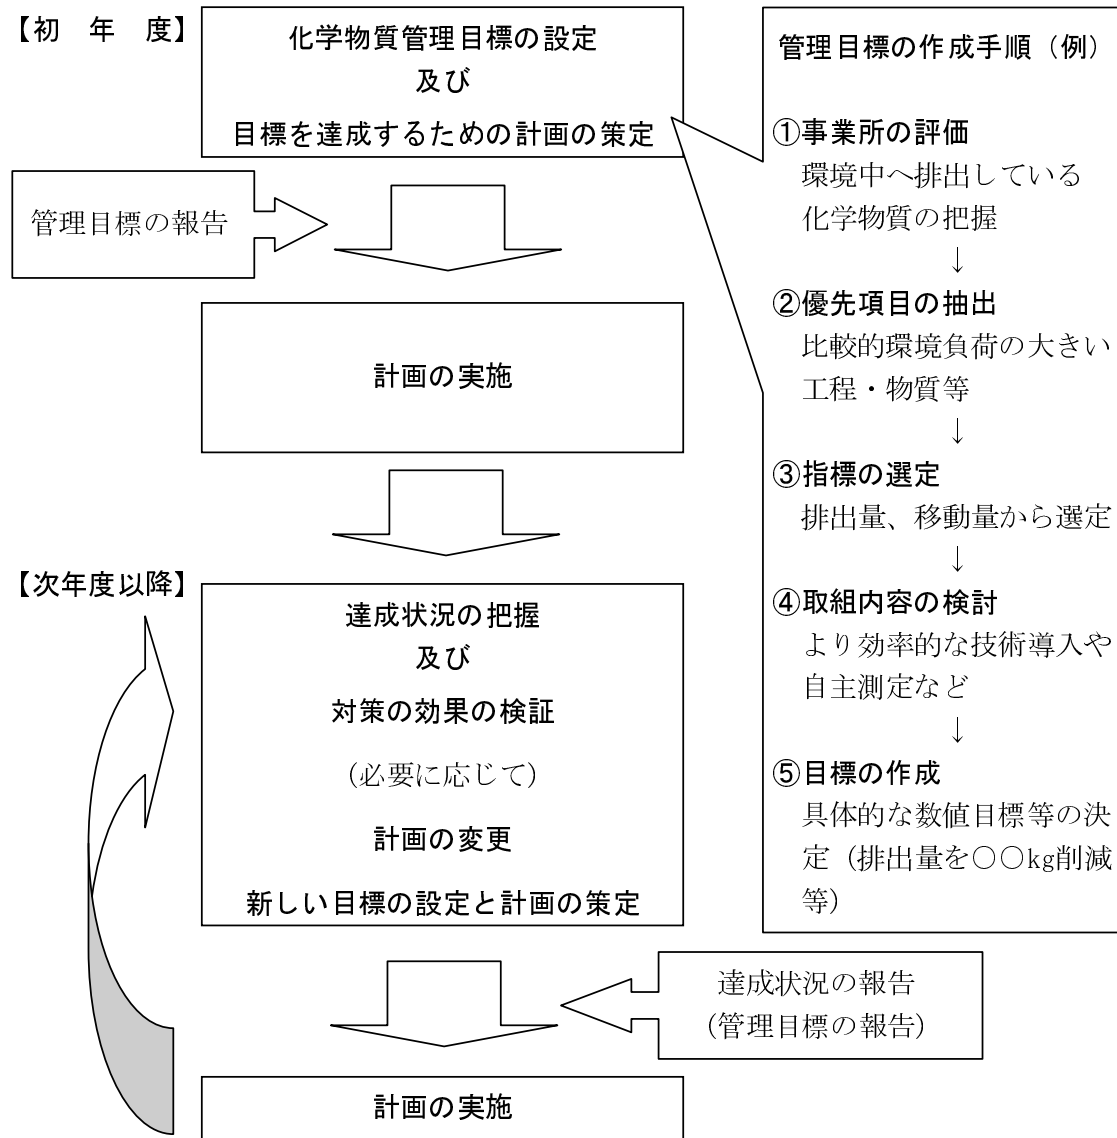 【初　年　度】
化学物質管理目標の設定
及び
目標を達成するための計画の策定
管理目標の報告
計画の実施
【次年度以降】
達成状況の把握
及び
対策の効果の検証
（必要に応じて）
計画の変更
新しい目標の設定と計画の策定
達成状況の報告
（管理目標の報告）
計画の実施
管理目標の作成手順（例）
①事業所の評価
環境中へ排出している
化学物質の把握
↓
②優先項目の抽出
比較的環境負荷の大きい
工程・物質等
↓
③指標の選定
排出量、移動量から選定
↓
④取組内容の検討
より効率的な技術導入や
自主測定など
↓
⑤目標の作成
具体的な数値目標等の決
定（排出量を○○kg削減
等）